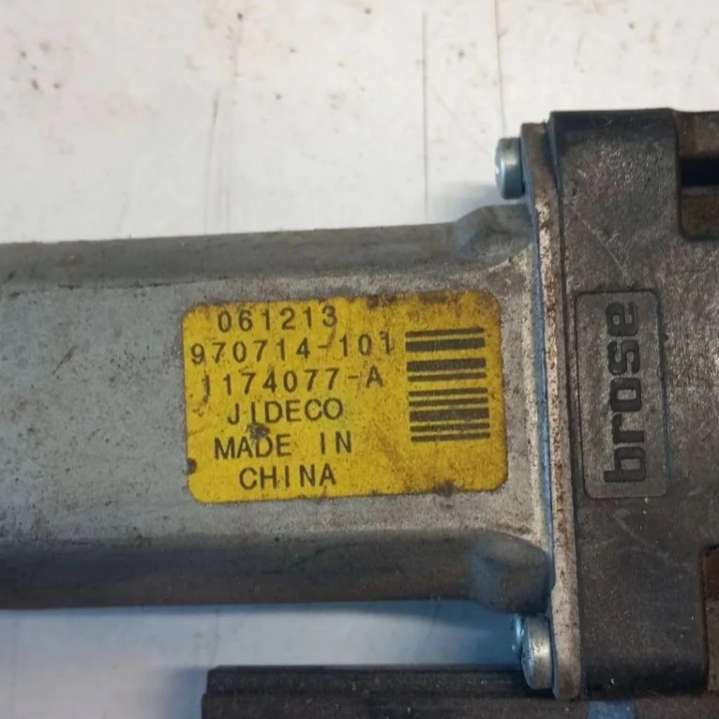 061213
970714-101
1174077-A
JIDECO
MADE IN
CHINA
brose